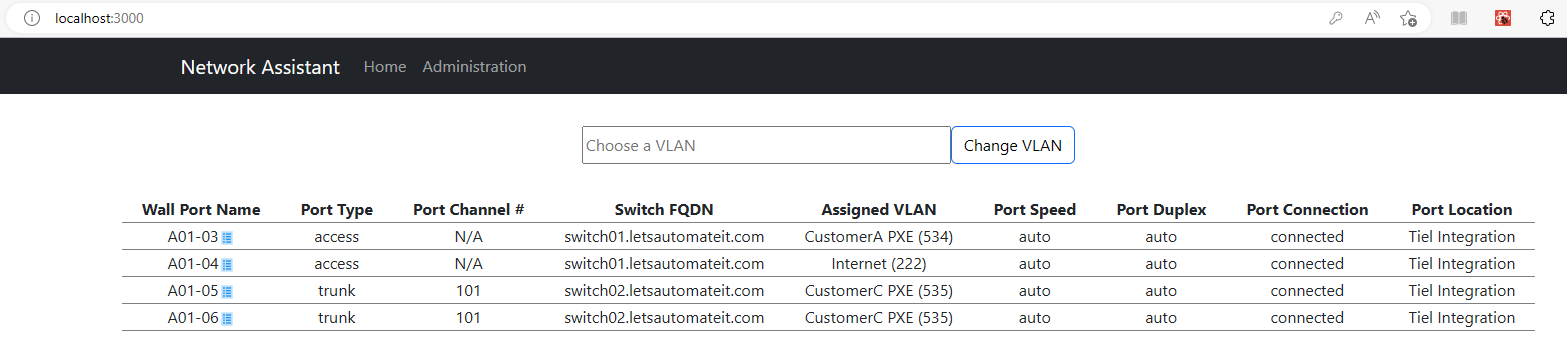 localhost:3000
Network Assistant Home Administration
Choose a VLAN Change VLAN
Wall Port Name Port Type Port Channel # Switch FQDN Assigned VLAN Port Speed Port Duplex Port Connection Port Location
A01-03 access N/A switch01.letsautomateit.com CustomerA PXE (534) auto auto connected Tiel Integration
A01-04 access N/A switch01.letsautomateit.com Internet (222) auto auto connected Tiel Integration
A01-05 trunk 101 switch02.letsautomateit.com CustomerC PXE (535) auto auto connected Tiel Integration
A01-06 trunk 101 switch02.letsautomateit.com CustomerC PXE (535) auto auto connected Tiel Integration